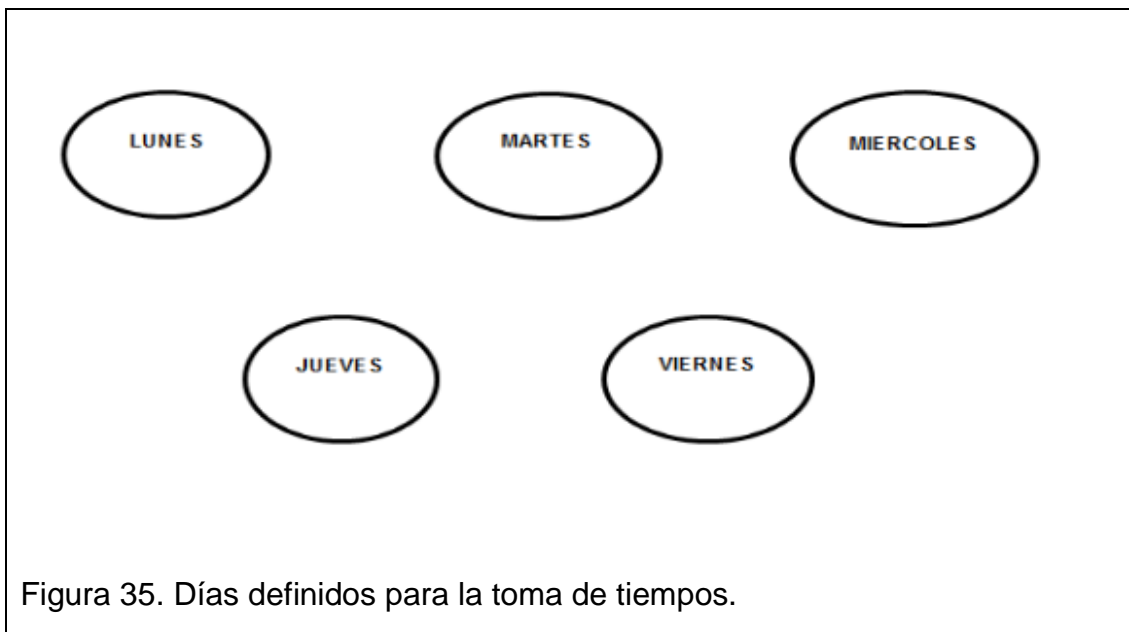 LUNES
MARTES
MIERCOLES
JUEVES
VIERNES
Figura 35. Días definidos para la toma de tiempos.